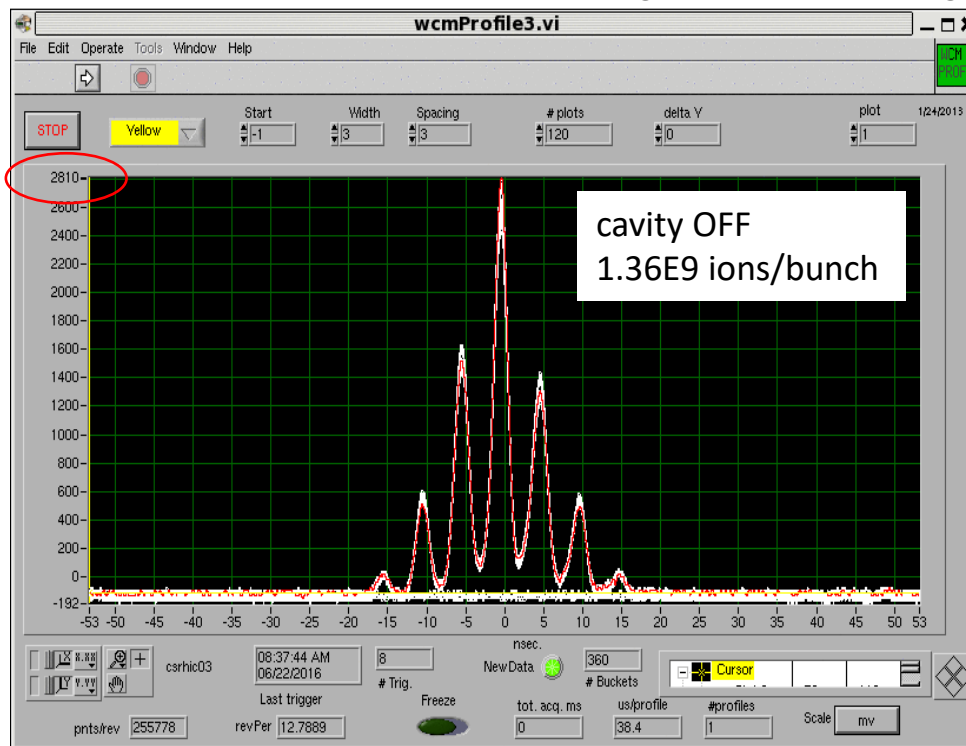 wcmProfile3.vi
File Edit Operate Tools Window Help
WCM
PROF
Start Width Spacing # plots delta Y plot 1/24/2013
STOP Yellow -1 3 3 120 0 1
2810
2600
2400
2200
2000
1800
1600
1400
1200
1000
800
600
400
200
0
-192
cavity OFF
1.36E9 ions/bunch
-53 -50 -45 -40 -35 -30 -25 -20 -15 -10 -5 0 5 10 15 20 25 30 35 40 45 50 53
nsec.
csrhic03
08:37:44 AM
06/22/2016
Last trigger
8
# Trig.
New Data
360
# Buckets
Cursor
Freeze
tot. acq. ms us/profile #profiles
pnts/rev 255778 revPer 12.7889 0 38.4 1 Scale mv